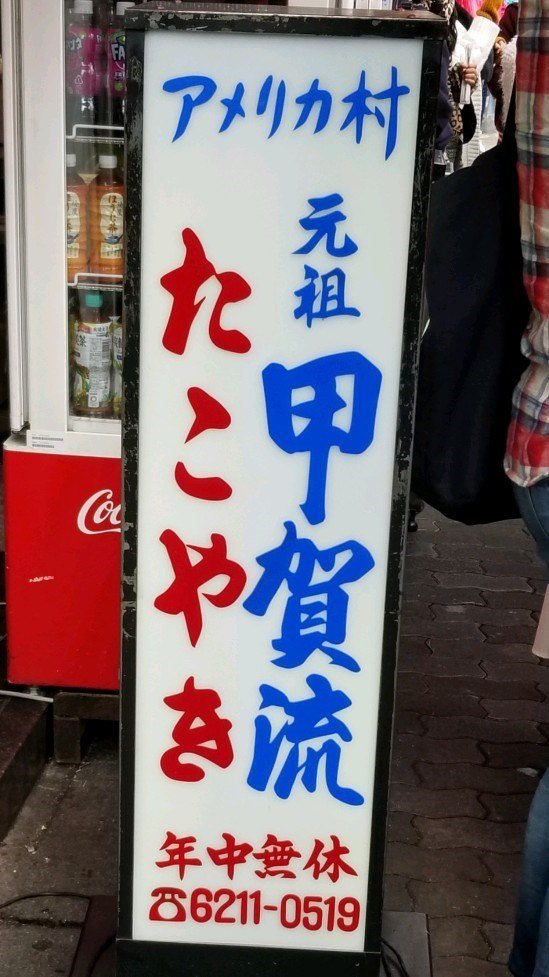 アメリカ村
元祖
甲賀流
たこやき
年中無休
☎6211-0519
Coc